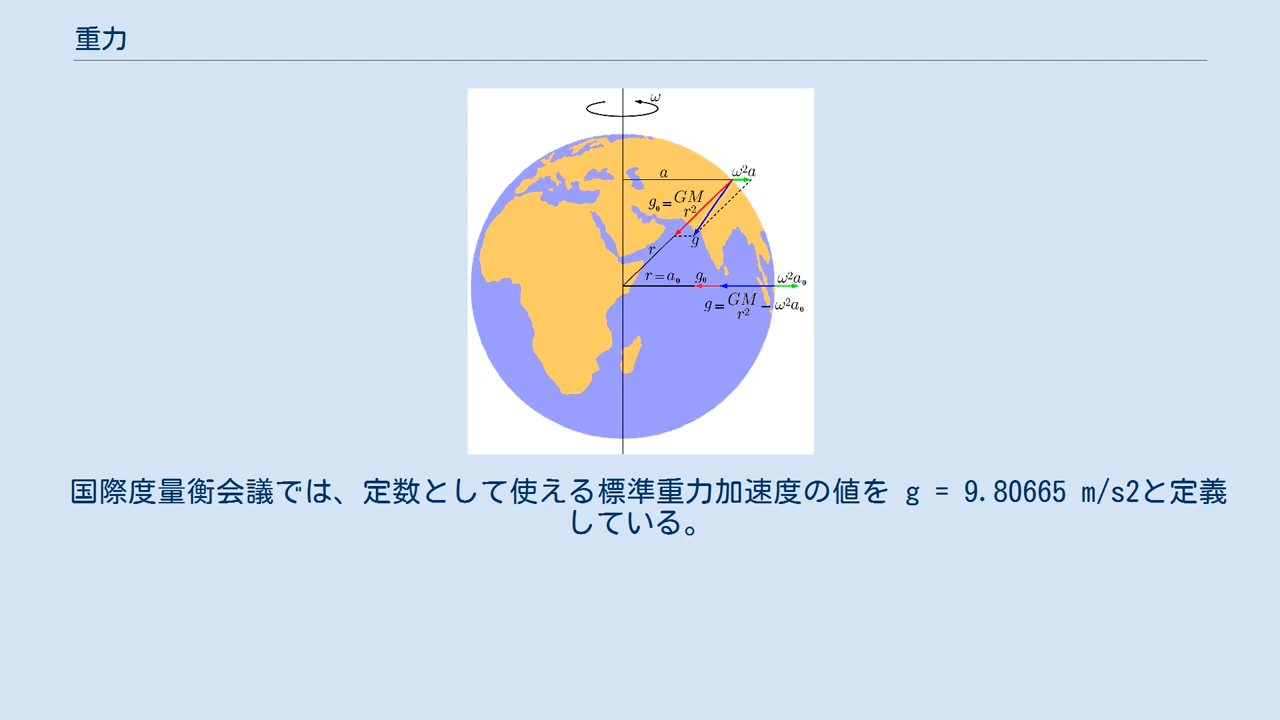 重力
ω
a
ω²a
g₀=GM/r²
g
r
r=a₀
g₀
ω²a₀
g=GM/r²−ω²a₀
国際度量衡会議では、定数として使える標準重力加速度の値を g = 9.80665 m/s2と定義
している。